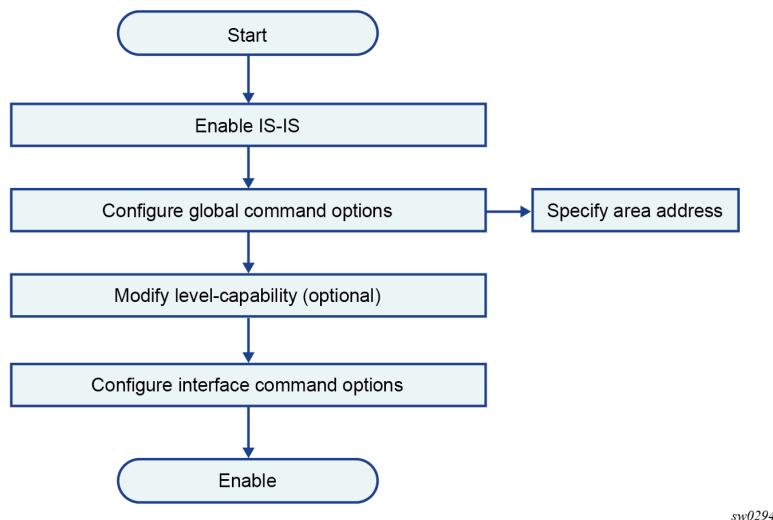 Start
Enable IS-IS
Configure global command options
Specify area address
Modify level-capability (optional)
Configure interface command options
Enable
sw0294